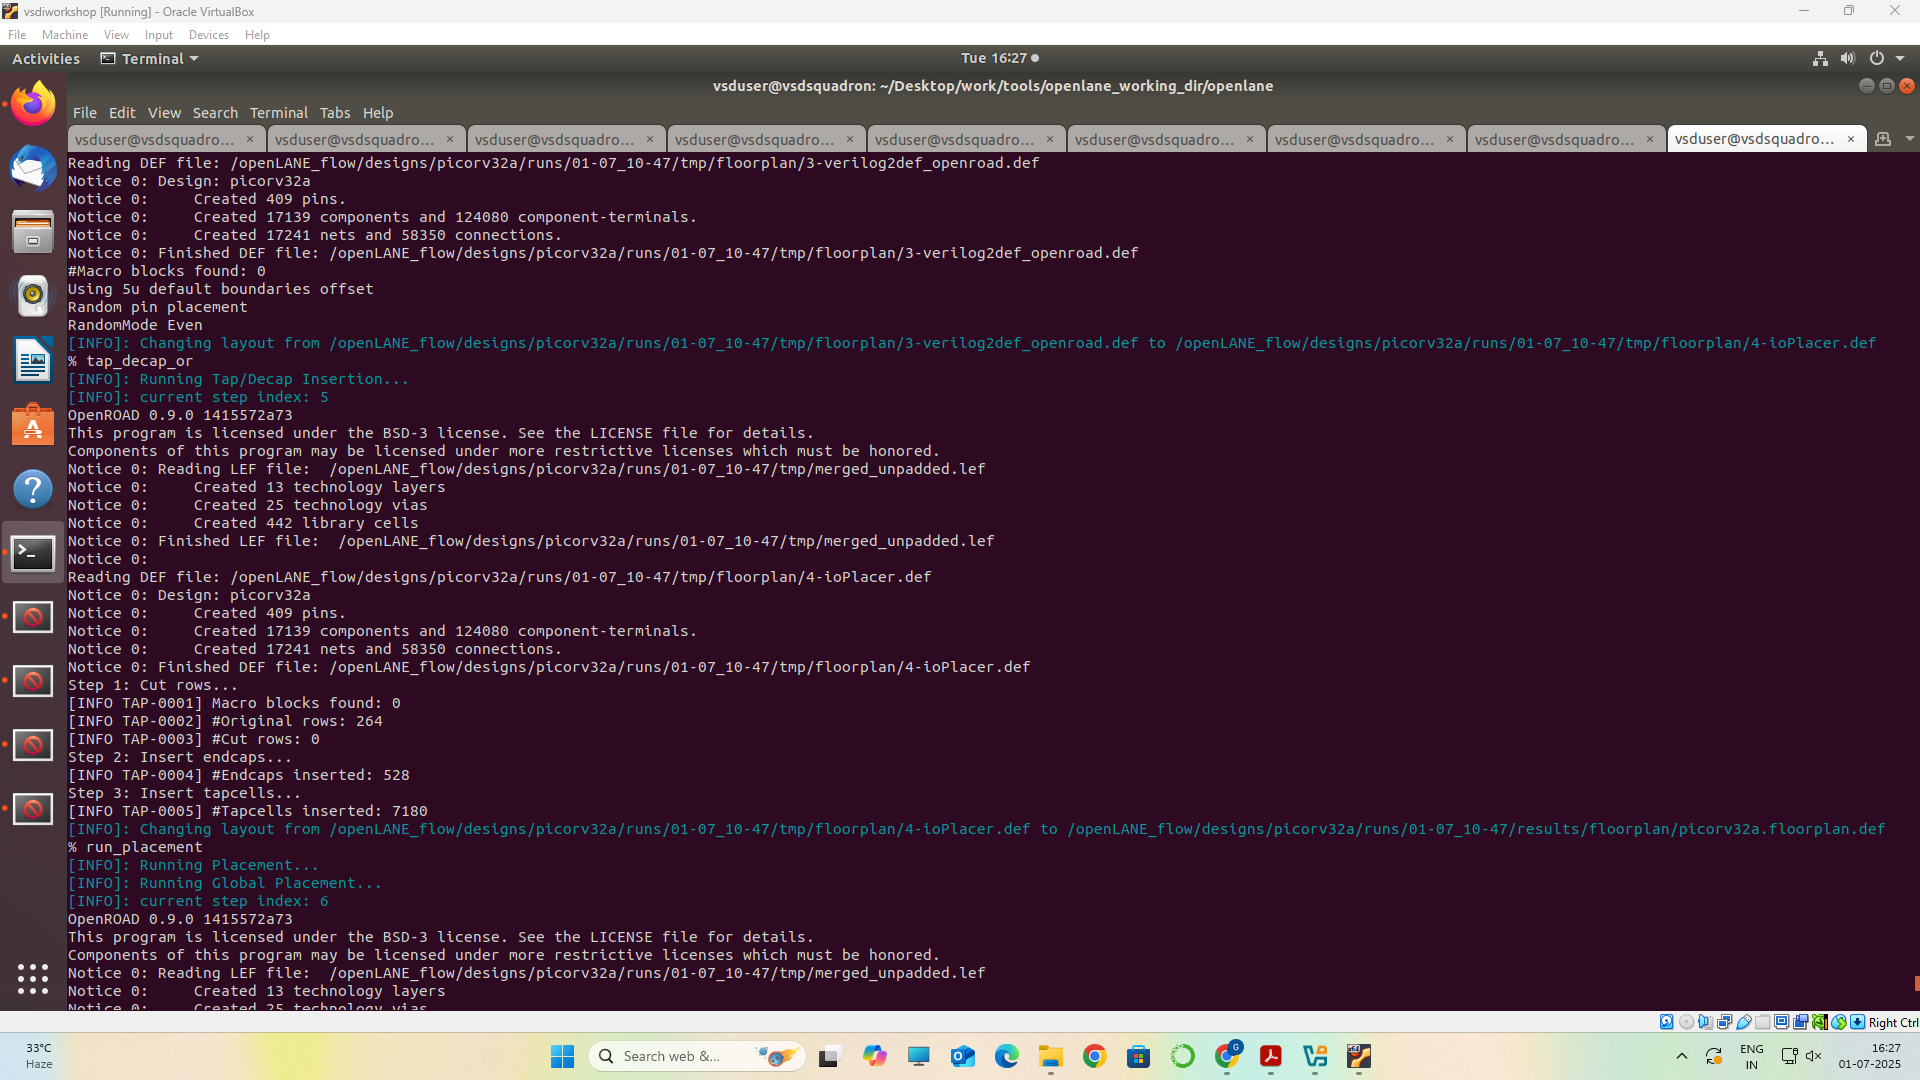 vsdiworkshop [Running] - Oracle VirtualBox
File Machine View Input Devices Help
Activities Terminal Tue 16:27
vsduser@vsdsquadron: ~/Desktop/work/tools/openlane_working_dir/openlane
File Edit View Search Terminal Tabs Help
vsduser@vsdsquadro... × vsduser@vsdsquadro... × vsduser@vsdsquadro... × vsduser@vsdsquadro... × vsduser@vsdsquadro... × vsduser@vsdsquadro... × vsduser@vsdsquadro... × vsduser@vsdsquadro... × vsduser@vsdsquadro... ×
Reading DEF file: /openLANE_flow/designs/picorv32a/runs/01-07_10-47/tmp/floorplan/3-verilog2def_openroad.def
Notice 0: Design: picorv32a
Notice 0:     Created 409 pins.
Notice 0:     Created 17139 components and 124080 component-terminals.
Notice 0:     Created 17241 nets and 58350 connections.
Notice 0: Finished DEF file: /openLANE_flow/designs/picorv32a/runs/01-07_10-47/tmp/floorplan/3-verilog2def_openroad.def
#Macro blocks found: 0
Using 5u default boundaries offset
Random pin placement
RandomMode Even
[INFO]: Changing layout from /openLANE_flow/designs/picorv32a/runs/01-07_10-47/tmp/floorplan/3-verilog2def_openroad.def to /openLANE_flow/designs/picorv32a/runs/01-07_10-47/tmp/floorplan/4-ioPlacer.def
% tap_decap_or
[INFO]: Running Tap/Decap Insertion...
[INFO]: current step index: 5
OpenROAD 0.9.0 1415572a73
This program is licensed under the BSD-3 license. See the LICENSE file for details.
Components of this program may be licensed under more restrictive licenses which must be honored.
Notice 0: Reading LEF file:  /openLANE_flow/designs/picorv32a/runs/01-07_10-47/tmp/merged_unpadded.lef
Notice 0:     Created 13 technology layers
Notice 0:     Created 25 technology vias
Notice 0:     Created 442 library cells
Notice 0: Finished LEF file:  /openLANE_flow/designs/picorv32a/runs/01-07_10-47/tmp/merged_unpadded.lef
Notice 0:
Reading DEF file: /openLANE_flow/designs/picorv32a/runs/01-07_10-47/tmp/floorplan/4-ioPlacer.def
Notice 0: Design: picorv32a
Notice 0:     Created 409 pins.
Notice 0:     Created 17139 components and 124080 component-terminals.
Notice 0:     Created 17241 nets and 58350 connections.
Notice 0: Finished DEF file: /openLANE_flow/designs/picorv32a/runs/01-07_10-47/tmp/floorplan/4-ioPlacer.def
Step 1: Cut rows...
[INFO TAP-0001] Macro blocks found: 0
[INFO TAP-0002] #Original rows: 264
[INFO TAP-0003] #Cut rows: 0
Step 2: Insert endcaps...
[INFO TAP-0004] #Endcaps inserted: 528
Step 3: Insert tapcells...
[INFO TAP-0005] #Tapcells inserted: 7180
[INFO]: Changing layout from /openLANE_flow/designs/picorv32a/runs/01-07_10-47/tmp/floorplan/4-ioPlacer.def to /openLANE_flow/designs/picorv32a/runs/01-07_10-47/results/floorplan/picorv32a.floorplan.def
% run_placement
[INFO]: Running Placement...
[INFO]: Running Global Placement...
[INFO]: current step index: 6
OpenROAD 0.9.0 1415572a73
This program is licensed under the BSD-3 license. See the LICENSE file for details.
Components of this program may be licensed under more restrictive licenses which must be honored.
Notice 0: Reading LEF file:  /openLANE_flow/designs/picorv32a/runs/01-07_10-47/tmp/merged_unpadded.lef
Notice 0:     Created 13 technology layers
Notice 0:     Created 25 technology vias
Right Ctrl
33°C
Haze
Search web &...
ENG
IN
16:27
01-07-2025